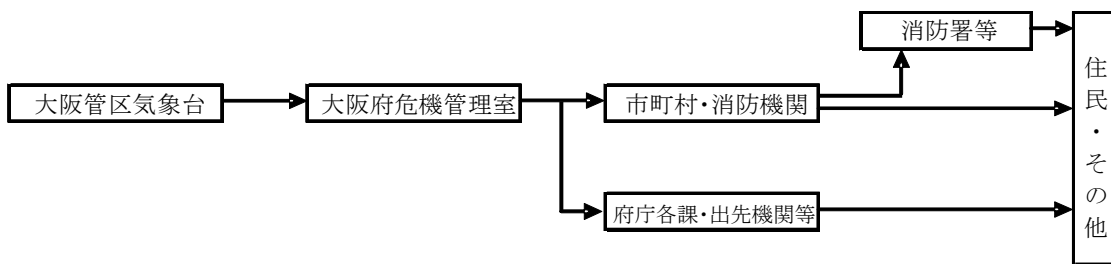 消防署等
大阪管区気象台
大阪府危機管理室
市町村・消防機関
府庁各課・出先機関等
住民・その他